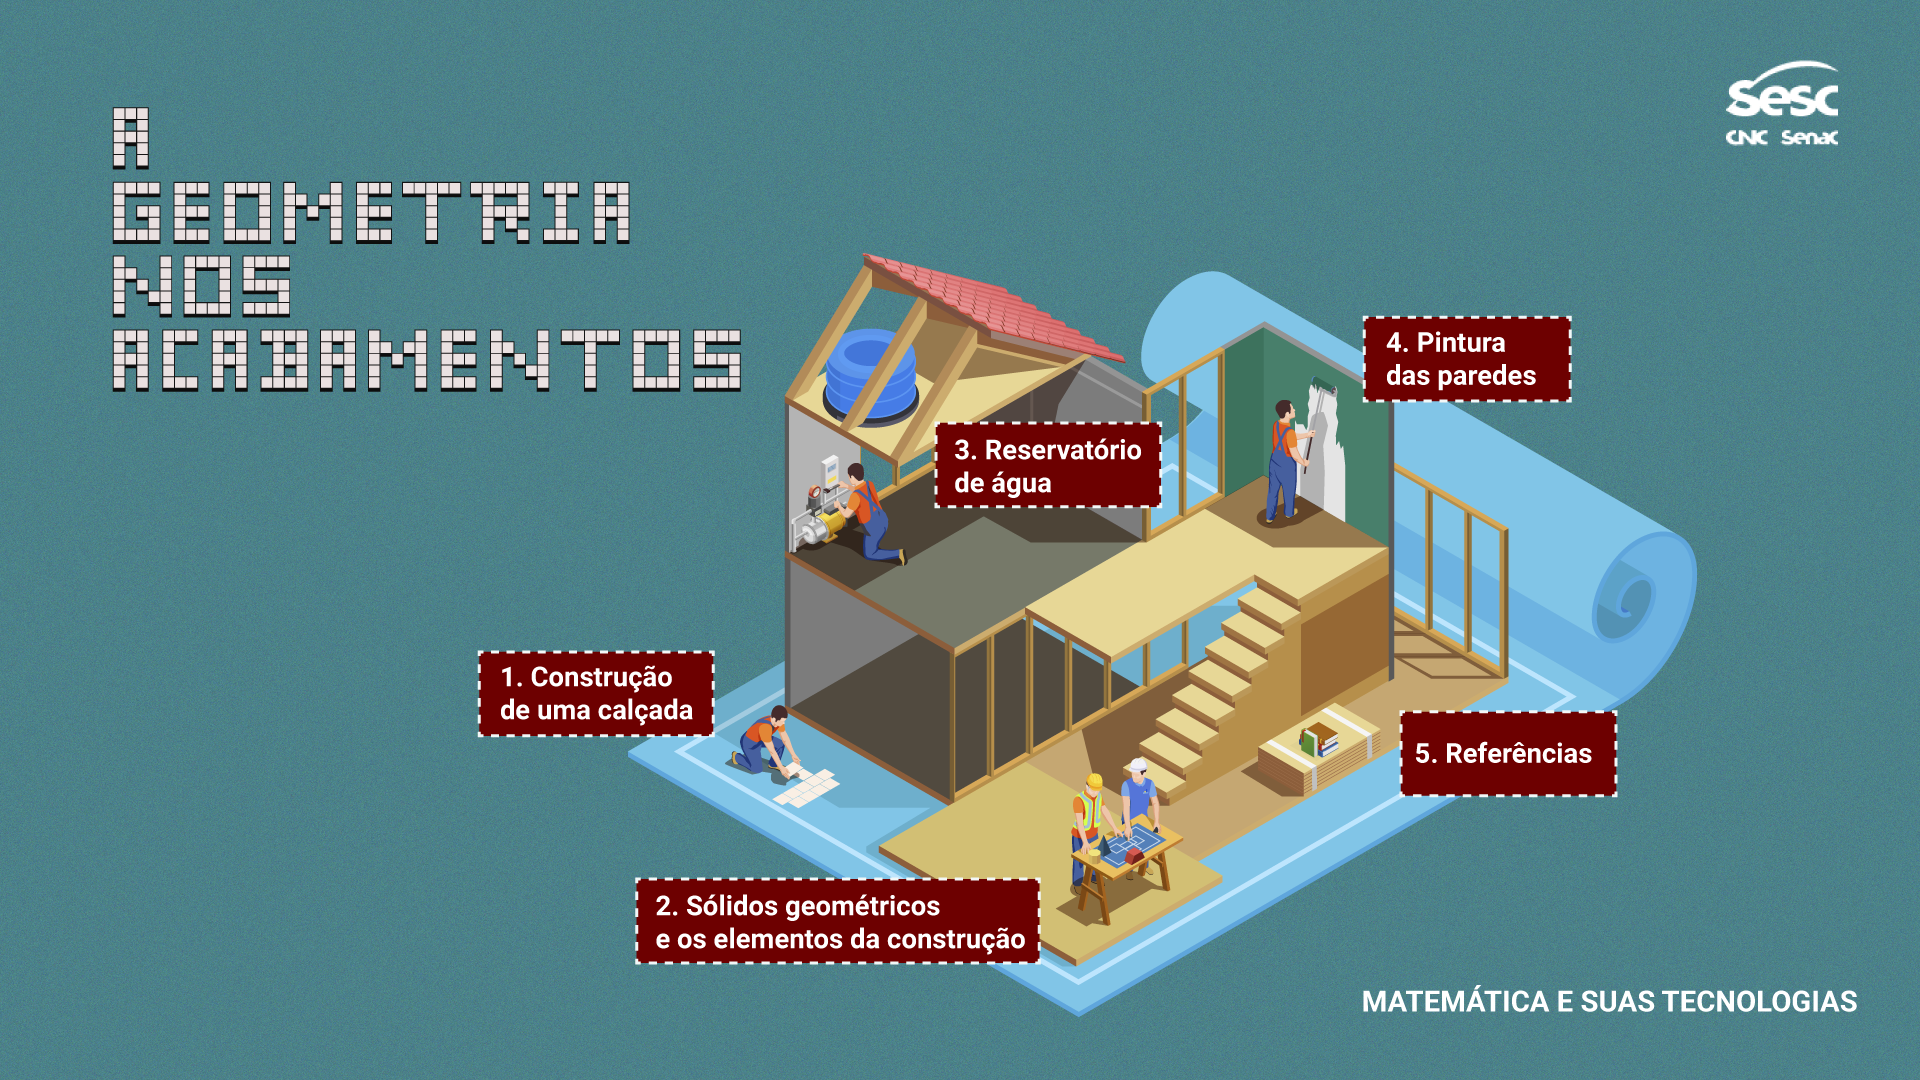 A
GEOMETRIA
NOS
ACABAMENTOS
Sesc
CNC Senac
4. Pintura
das paredes
3. Reservatório
de água
1. Construção
de uma calçada
5. Referências
2. Sólidos geométricos
e os elementos da construção
MATEMÁTICA E SUAS TECNOLOGIAS